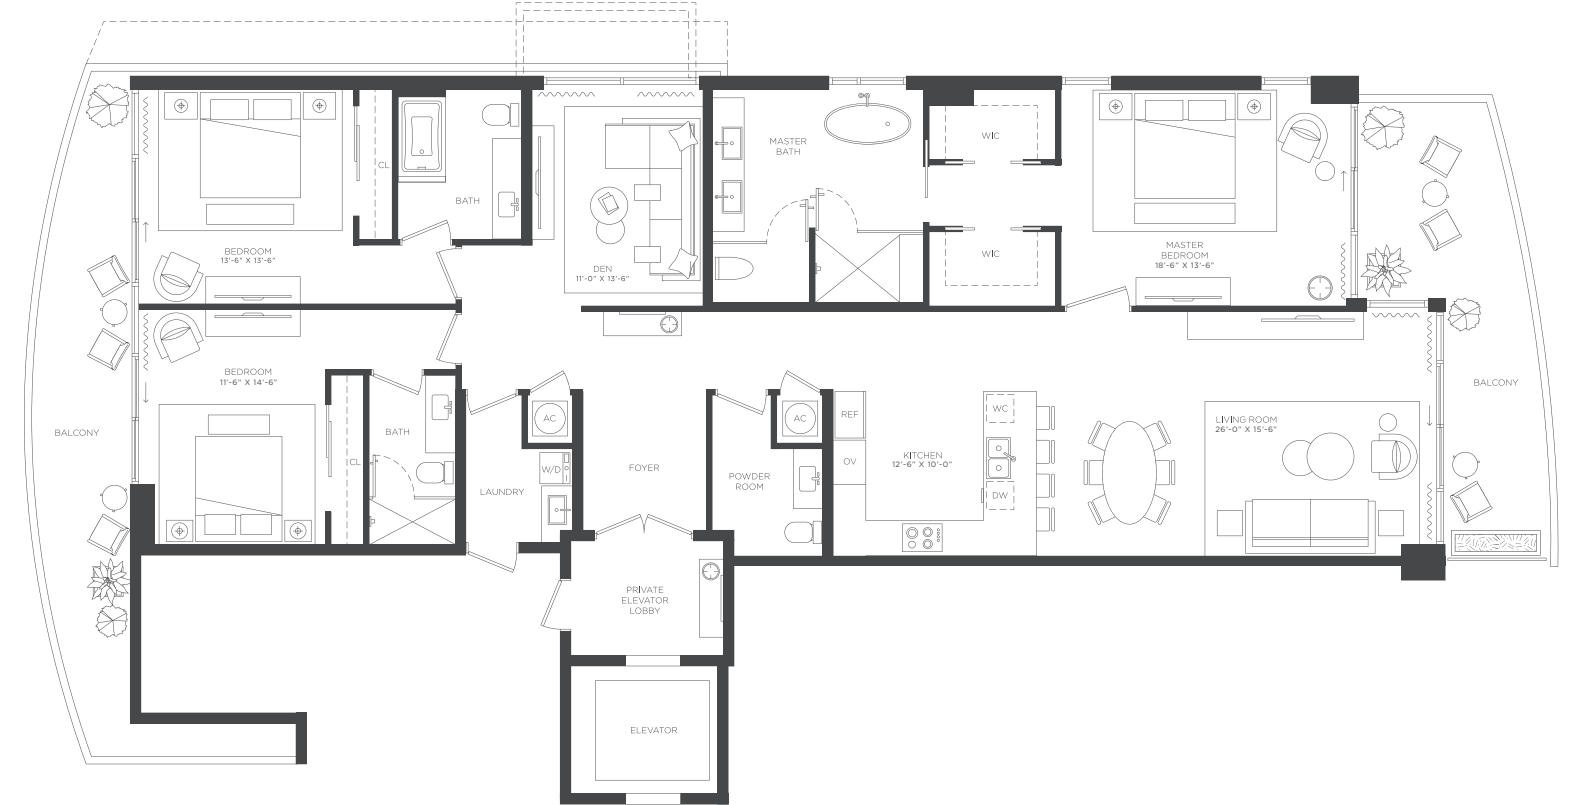 WIC
MASTER
BATH
CL
BATH
BEDROOM
13'-6" X 13'-6"
MASTER
BEDROOM
18'-6" X 13'-6"
WIC
DEN
11'-0" X 13'-6"
BEDROOM
11'-6" X 14'-6"
BALCONY
WC
REF
AC
AC
LIVING ROOM
26'-0" X 15'-6"
BALCONY
BATH
CL
KITCHEN
12'-6" X 10'-0"
OV
W/D
FOYER
POWDER
ROOM
LAUNDRY
DW
PRIVATE
ELEVATOR
LOBBY
ELEVATOR